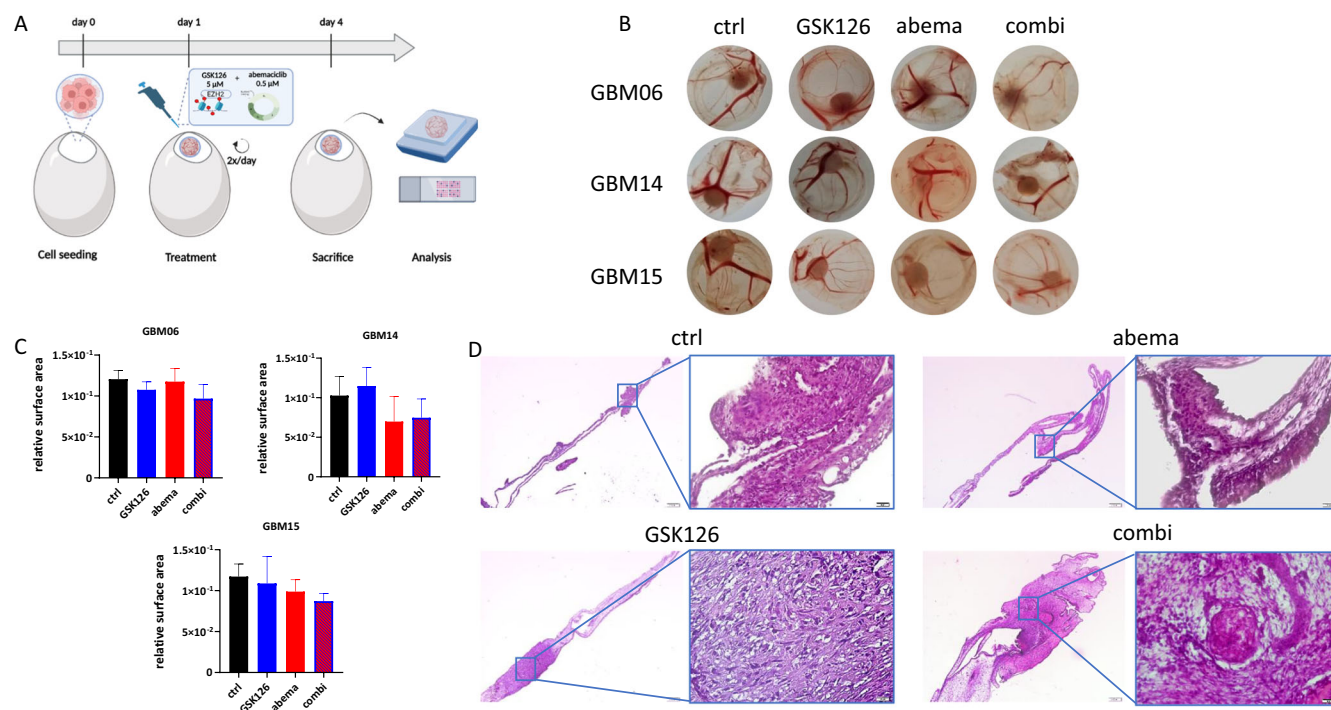 A
day 0
day 1
day 4
GSK126
5 µM
+
abemaciclib
0.5 µM
EZH2
2x/day
Cell seeding
Treatment
Sacrifice
Analysis
B
ctrl
GSK126
abema
combi
GBM06
GBM14
GBM15
C
GBM06
relative surface area
1.5×10⁻¹
1×10⁻¹
5×10⁻²
0
ctrl
GSK126
abema
combi
GBM14
relative surface area
1.5×10⁻¹
1×10⁻¹
5×10⁻²
0
ctrl
GSK126
abema
combi
GBM15
relative surface area
1.5×10⁻¹
1×10⁻¹
5×10⁻²
0
ctrl
GSK126
abema
combi
D
ctrl
abema
GSK126
combi